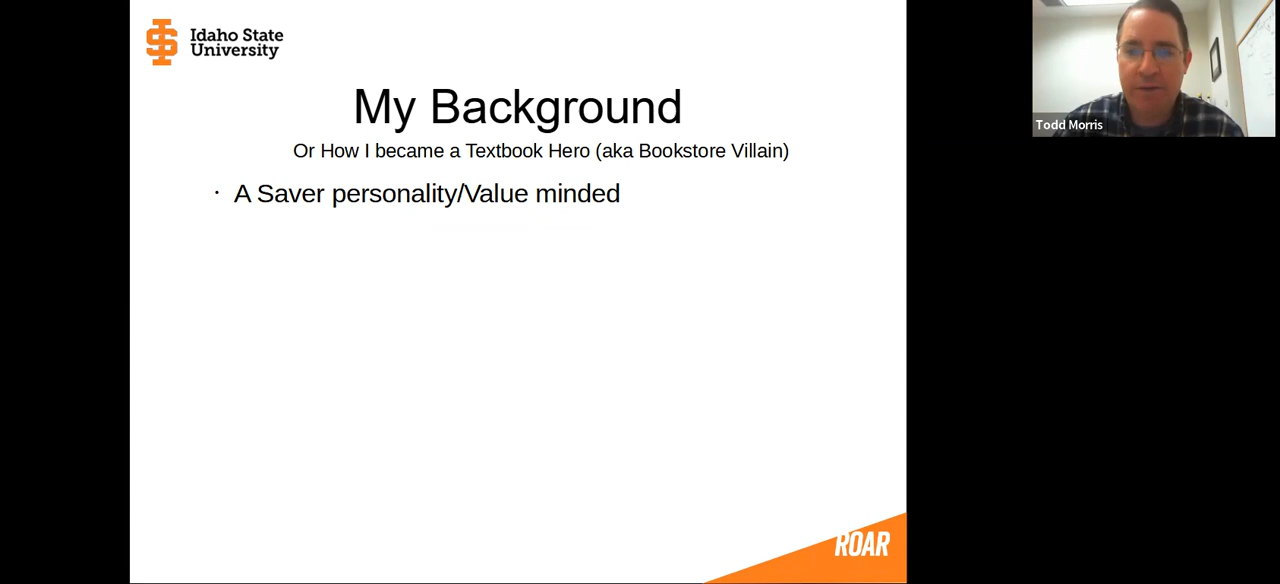 Idaho State
University
My Background
Or How I became a Textbook Hero (aka Bookstore Villain)
· A Saver personality/Value minded
Todd Morris
ROAR